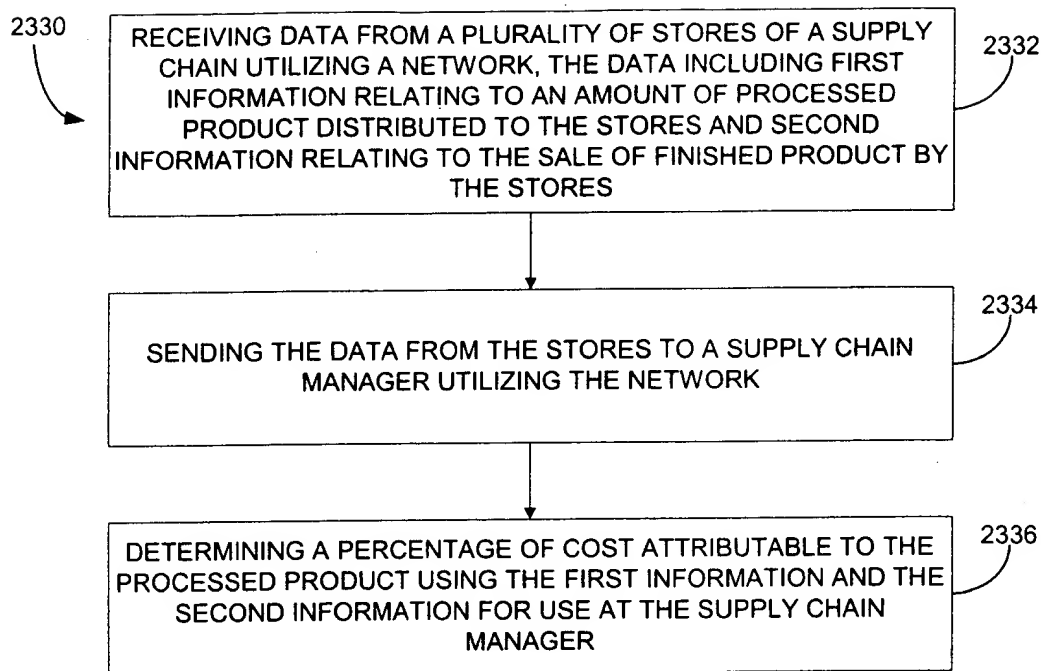 2330
RECEIVING DATA FROM A PLURALITY OF STORES OF A SUPPLY
CHAIN UTILIZING A NETWORK, THE DATA INCLUDING FIRST
INFORMATION RELATING TO AN AMOUNT OF PROCESSED
PRODUCT DISTRIBUTED TO THE STORES AND SECOND
INFORMATION RELATING TO THE SALE OF FINISHED PRODUCT BY
THE STORES
2332
SENDING THE DATA FROM THE STORES TO A SUPPLY CHAIN
MANAGER UTILIZING THE NETWORK
2334
DETERMINING A PERCENTAGE OF COST ATTRIBUTABLE TO THE
PROCESSED PRODUCT USING THE FIRST INFORMATION AND THE
SECOND INFORMATION FOR USE AT THE SUPPLY CHAIN
MANAGER
2336